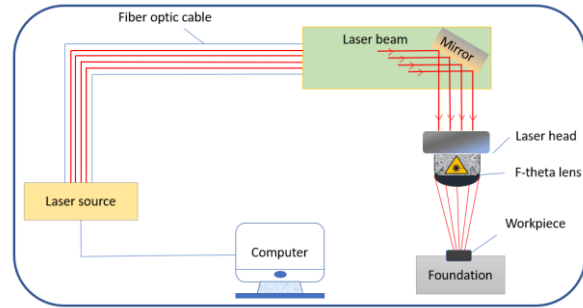 Fiber optic cable
Laser beam
Mirror
Laser head
F-theta lens
Laser source
Workpiece
Computer
Foundation